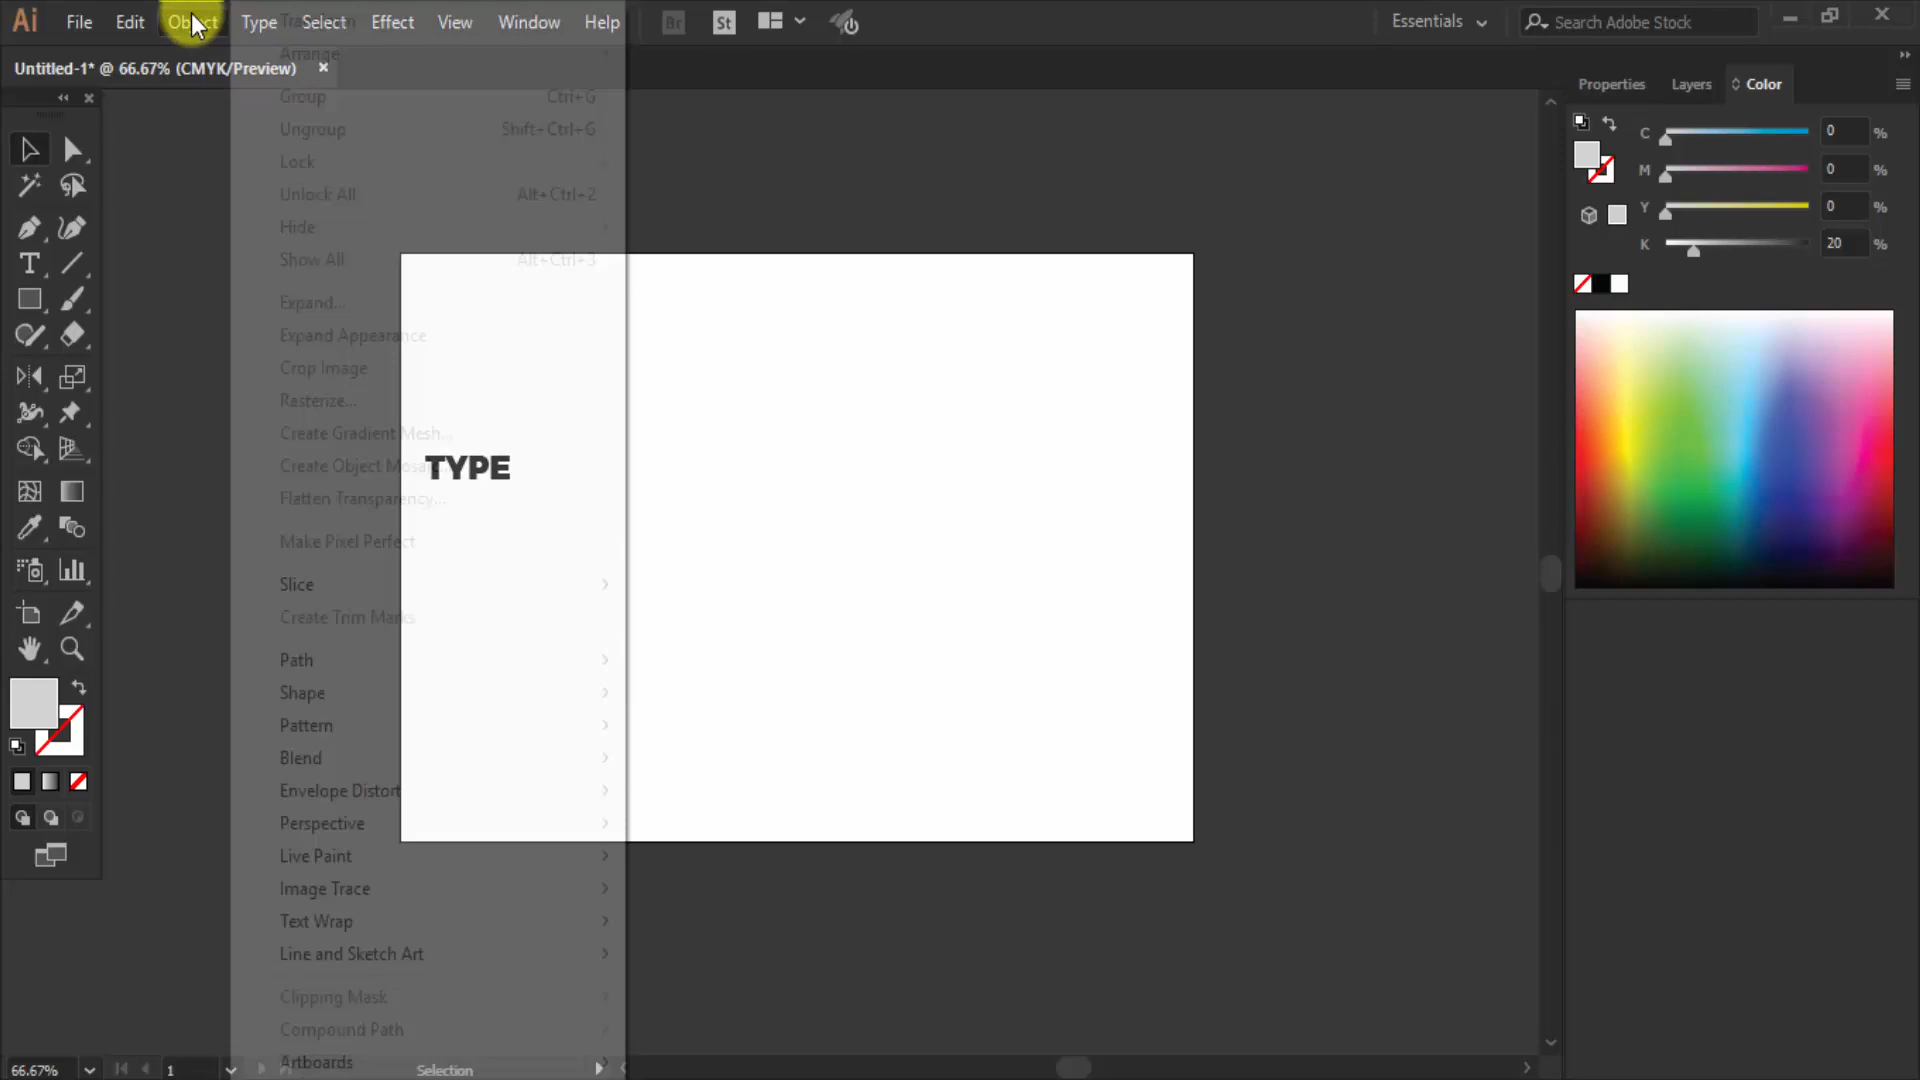 Ai File Edit Object Type Select Effect View Window Help Br St Essentials Search Adobe Stock
Untitled-1* @ 66.67% (CMYK/Preview)
Arrange
Group Ctrl+G
Ungroup Shift+Ctrl+G
Lock
Unlock All Alt+Ctrl+2
Hide
Show All Alt+Ctrl+3
Expand...
Expand Appearance
Crop Image
Rasterize...
Create Gradient Mesh...
Create Object Mosaic...
Flatten Transparency...
Make Pixel Perfect
Slice
Create Trim Marks
Path
Shape
Pattern
Blend
Envelope Distort
Perspective
Live Paint
Image Trace
Text Wrap
Line and Sketch Art
Clipping Mask
Compound Path
Artboards
TYPE
Properties Layers Color
C 0 %
M 0 %
Y 0 %
K 20 %
66.67% 1 Selection